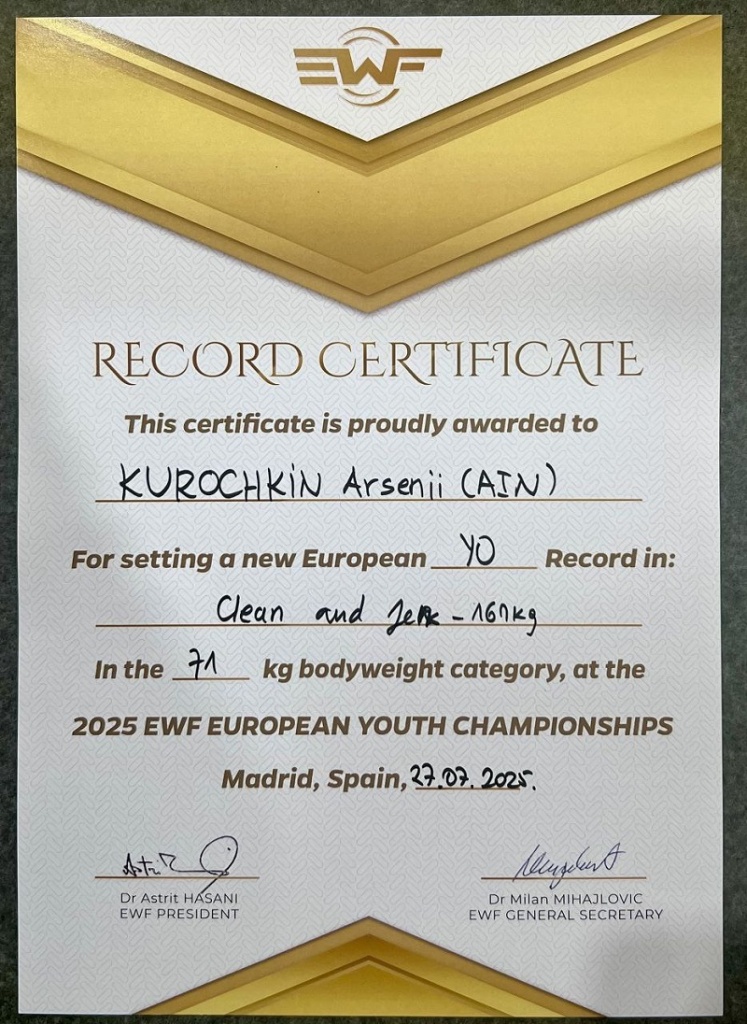 EWF
RECORD CERTIFICATE
This certificate is proudly awarded to
KUROCHKIN Arsenii (AIN)
For setting a new European YO Record in:
Clean and Jerk - 167kg
In the 71 kg bodyweight category, at the
2025 EWF EUROPEAN YOUTH CHAMPIONSHIPS
Madrid, Spain, 27.07.2025.
Dr Astrit HASANI
EWF PRESIDENT
Dr Milan MIHAJLOVIC
EWF GENERAL SECRETARY